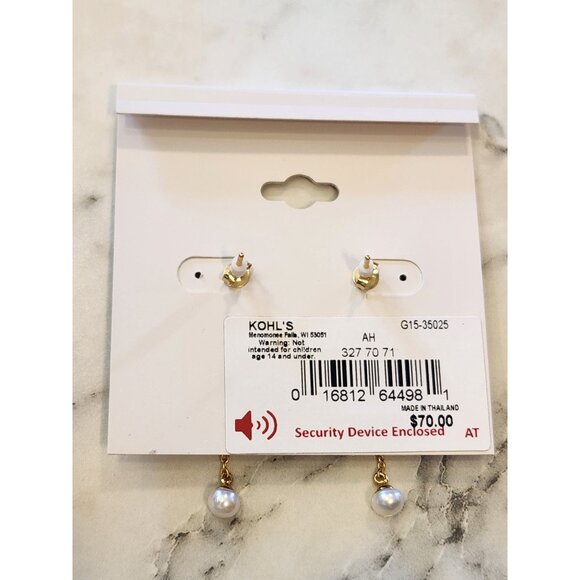 KOHL'S
Menomonee Falls, WI 53051
Warning: Not
intended for children
age 14 and under.
AH
G15-35025
327 70 71
0 16812 64498 1
MADE IN THAILAND
$70.00
Security Device Enclosed
AT